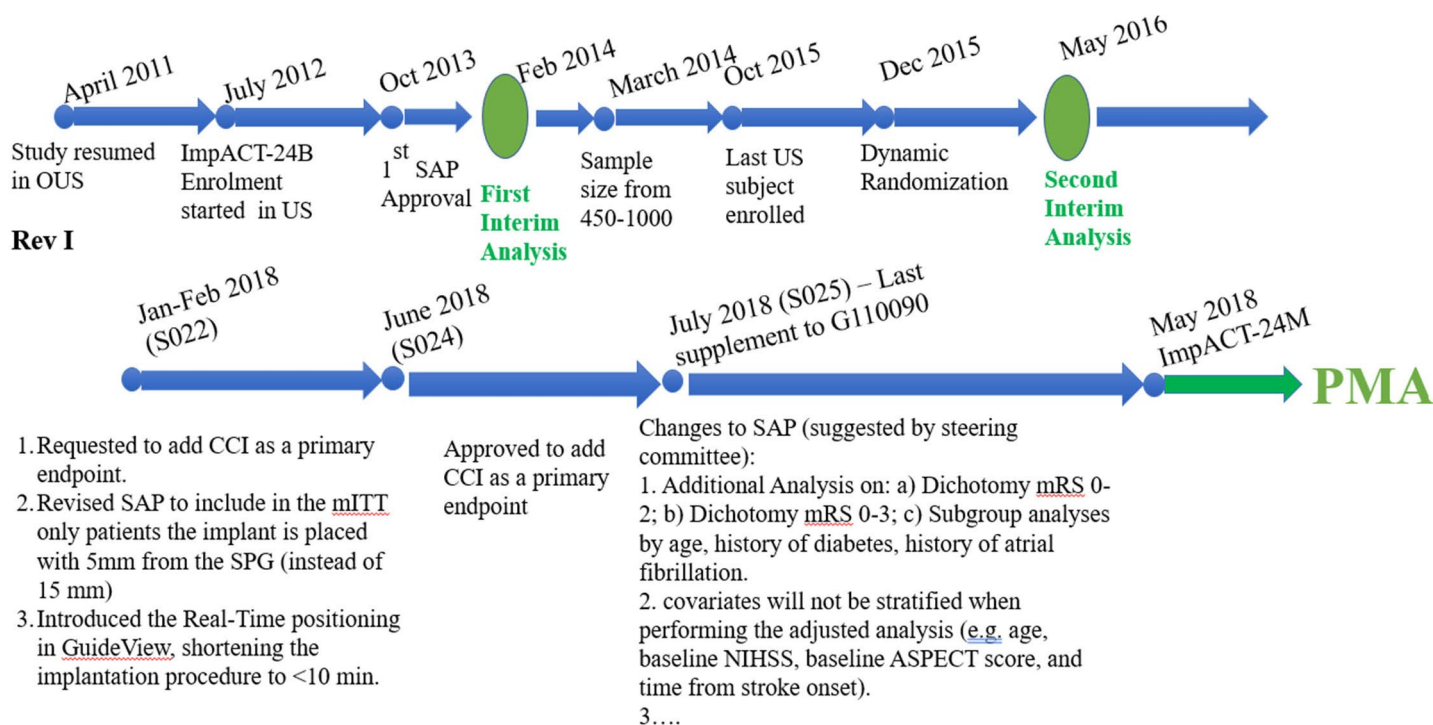 April 2011
July 2012
Oct 2013
Feb 2014
March 2014
Oct 2015
Dec 2015
May 2016
Study resumed
in OUS
ImpACT-24B
Enrolment
started in US
1st SAP
Approval
First
Interim
Analysis
Sample
size from
450-1000
Last US
subject
enrolled
Dynamic
Randomization
Second
Interim
Analysis
Rev I
Jan-Feb 2018
(S022)
June 2018
(S024)
July 2018 (S025) – Last
supplement to G110090
May 2018
ImpACT-24M
PMA
1. Requested to add CCI as a primary
endpoint.
2. Revised SAP to include in the mITT
only patients the implant is placed
with 5mm from the SPG (instead of
15 mm)
3. Introduced the Real-Time positioning
in GuideView, shortening the
implantation procedure to <10 min.
Approved to add
CCI as a primary
endpoint
Changes to SAP (suggested by steering
committee):
1. Additional Analysis on: a) Dichotomy mRS 0-
2; b) Dichotomy mRS 0-3; c) Subgroup analyses
by age, history of diabetes, history of atrial
fibrillation.
2. covariates will not be stratified when
performing the adjusted analysis (e.g. age,
baseline NIHSS, baseline ASPECT score, and
time from stroke onset).
3….